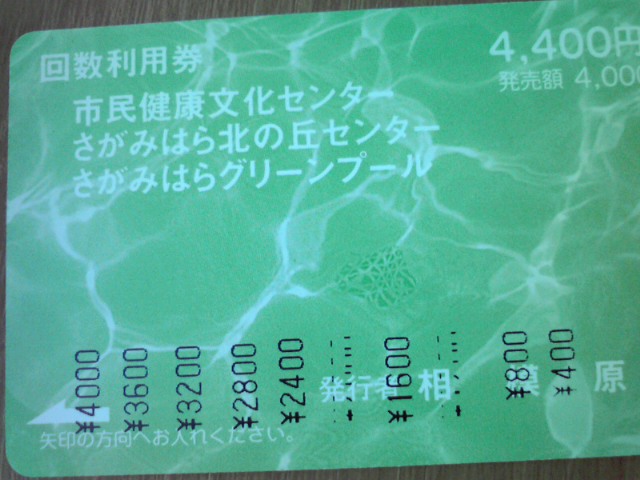 回数利用券
4,400円
発売額 4,000
市民健康文化センター
さがみはら北の丘センター
さがみはらグリーンプール
¥4000
¥3600
¥3200
¥2800
¥2400
¥1600
¥800
¥400
発行者 相 模 原
矢印の方向へお入れください。